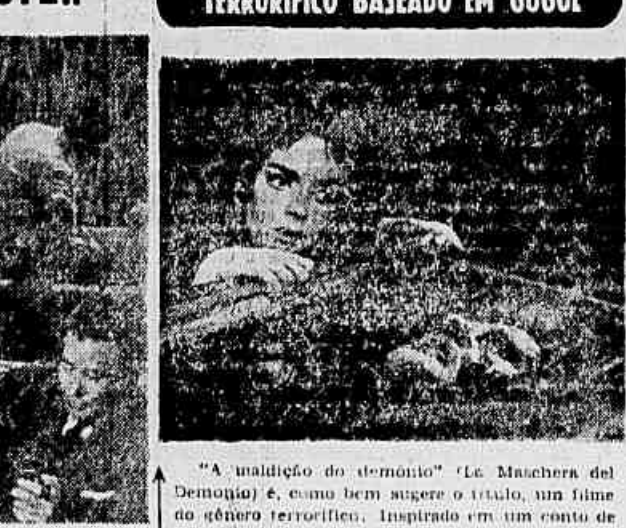 TERRORÍFICO BASEADO EM GOGOL
"A maldição do demônio" (La Maschera del
Demonio) é, como bem sugere o título, um filme
do gênero terrorífico. Inspirado em um conto de